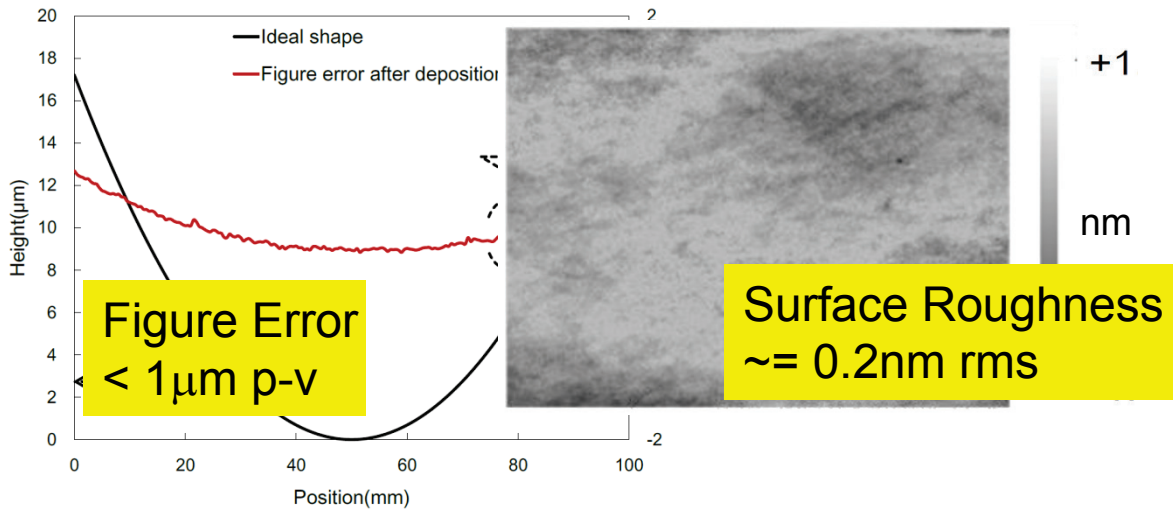 20
18
16
14
12
10
8
6
4
2
0
Height(μm)
Ideal shape
Figure error after deposition
2
-2
+1
nm
Figure Error
< 1μm p-v
Surface Roughness
~= 0.2nm rms
0
20
40
60
80
100
Position(mm)